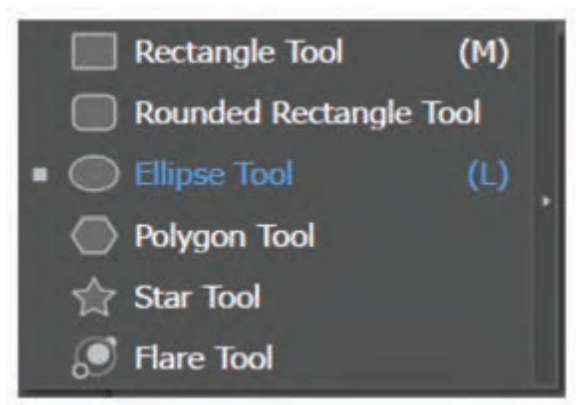 Rectangle Tool (M)
Rounded Rectangle Tool
Ellipse Tool (L)
Polygon Tool
Star Tool
Flare Tool